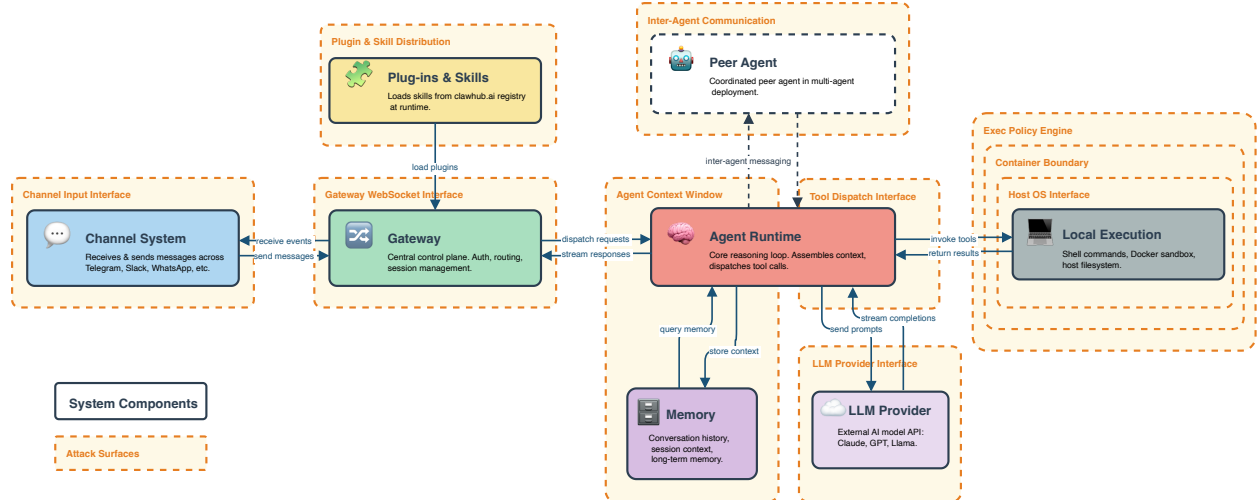 Inter-Agent Communication
Peer Agent
Coordinated peer agent in multi-agent
deployment.
Plugin & Skill Distribution
Plug-ins & Skills
Loads skills from clawhub.ai registry
at runtime.
load plugins
inter-agent messaging
Channel Input Interface
Channel System
Receives & sends messages across
Telegram, Slack, WhatsApp, etc.
receive events
send messages
Gateway WebSocket Interface
Gateway
Central control plane. Auth, routing,
session management.
dispatch requests
stream responses
Agent Context Window
Tool Dispatch Interface
Agent Runtime
Core reasoning loop. Assembles context,
dispatches tool calls.
invoke tools
return results
Exec Policy Engine
Container Boundary
Host OS Interface
Local Execution
Shell commands, Docker sandbox,
host filesystem.
query memory
store context
send prompts
stream completions
Memory
Conversation history,
session context,
long-term memory.
LLM Provider Interface
LLM Provider
External AI model API:
Claude, GPT, Llama.
System Components
Attack Surfaces